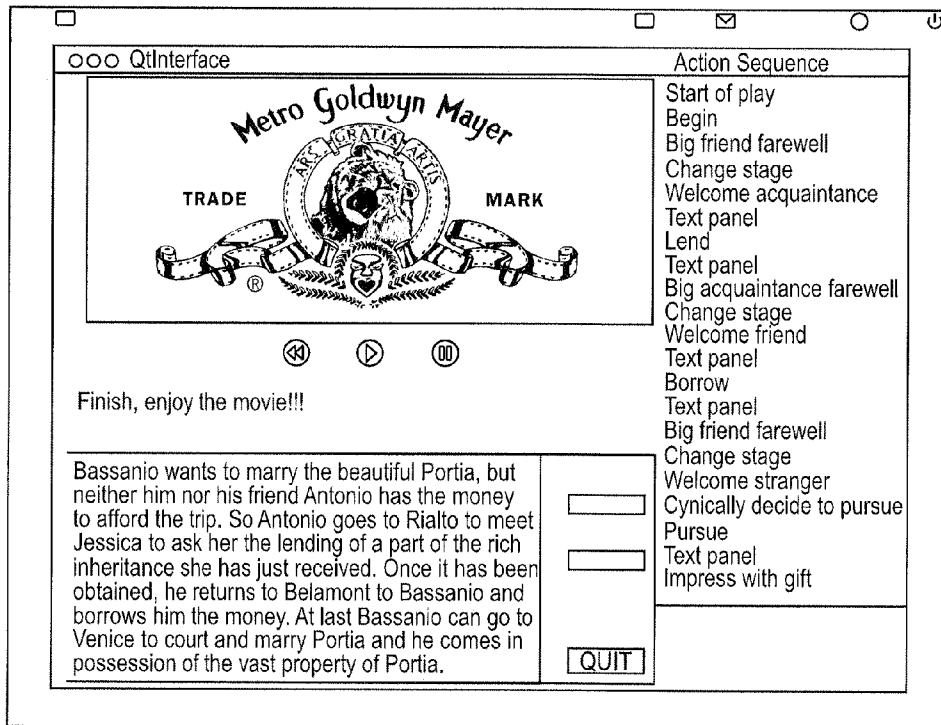 QtInterface
Action Sequence
Metro Goldwyn Mayer
ARS GRATIA ARTIS
TRADE
MARK
®
Finish, enjoy the movie!!!
Bassanio wants to marry the beautiful Portia, but
neither him nor his friend Antonio has the money
to afford the trip. So Antonio goes to Rialto to meet
Jessica to ask her the lending of a part of the rich
inheritance she has just received. Once it has been
obtained, he returns to Belamont to Bassanio and
borrows him the money. At last Bassanio can go to
Venice to court and marry Portia and he comes in
possession of the vast property of Portia.
QUIT
Start of play
Begin
Big friend farewell
Change stage
Welcome acquaintance
Text panel
Lend
Text panel
Big acquaintance farewell
Change stage
Welcome friend
Text panel
Borrow
Text panel
Big friend farewell
Change stage
Welcome stranger
Cynically decide to pursue
Pursue
Text panel
Impress with gift